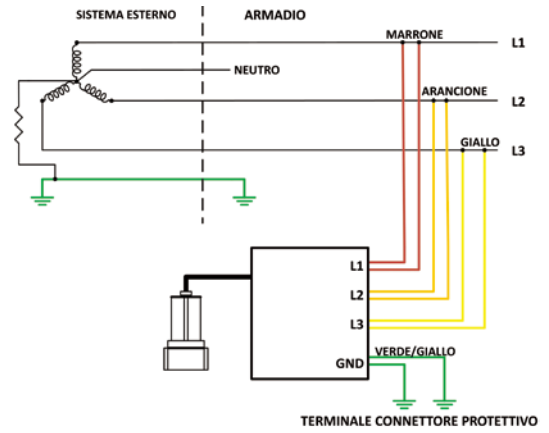 SISTEMA ESTERNO
ARMADIO
MARRONE
L1
NEUTRO
ARANCIONE
L2
GIALLO
L3
L1
L2
L3
VERDE/GIALLO
GND
TERMINALE CONNETTORE PROTETTIVO